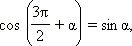 cos (3π/2 + α) = sin α,